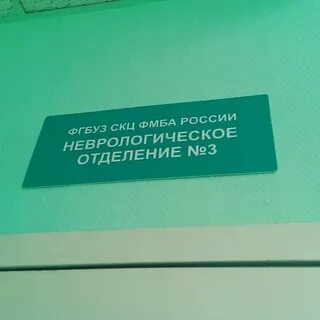 ФГБУЗ СКЦ ФМБА РОССИИ
НЕВРОЛОГИЧЕСКОЕ
ОТДЕЛЕНИЕ №3